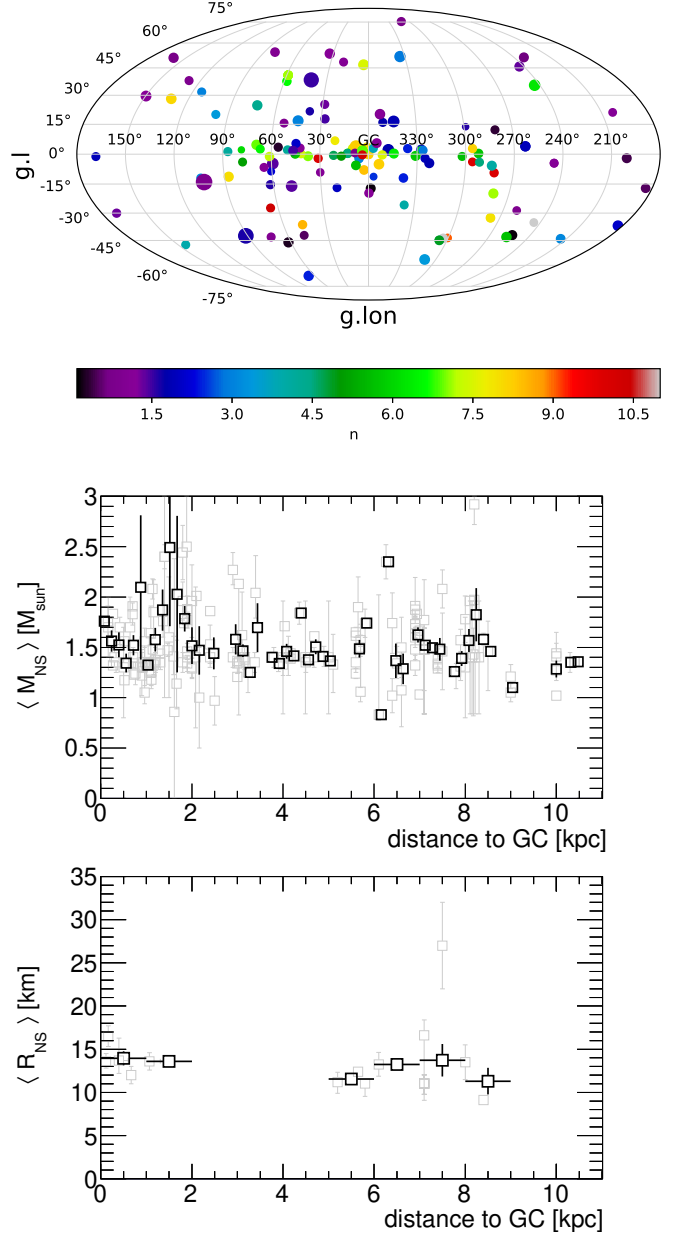 75°
60°
45°
30°
15°
0°
-15°
-30°
-45°
-60°
-75°
150° 120° 90° 60° 30° GC 330° 300° 270° 240° 210°
g.l
g.lon
1.5 3.0 4.5 6.0 7.5 9.0 10.5
n
⟨ M_NS ⟩ [M_sun]
3
2.5
2
1.5
1
0.5
0
0 2 4 6 8 10
distance to GC [kpc]
⟨ R_NS ⟩ [km]
35
30
25
20
15
10
5
0
0 2 4 6 8 10
distance to GC [kpc]